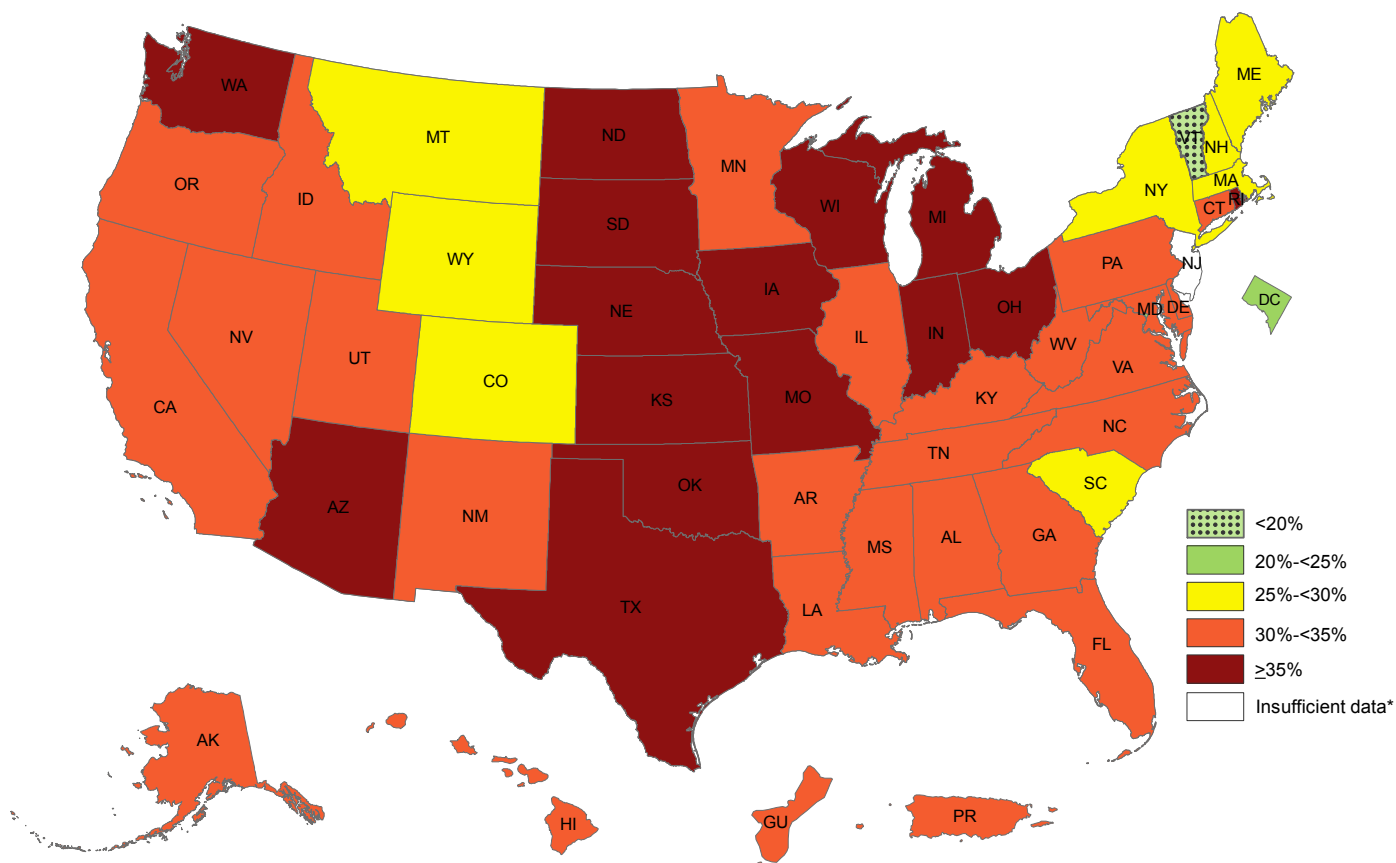 WA
MT
ND
MN
ME
VT
NH
OR
ID
SD
WI
MI
NY
MA
CT
RI
WY
NE
IA
PA
NJ
NV
UT
CO
IL
IN
OH
MD
DE
DC
CA
KS
MO
WV
VA
KY
AZ
NM
OK
AR
TN
NC
SC
TX
MS
AL
GA
LA
FL
<20%
20%-<25%
25%-<30%
30%-<35%
≥35%
Insufficient data*
AK
HI
GU
PR